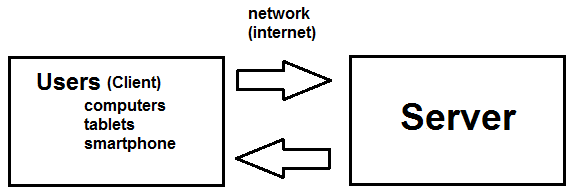 network
(internet)
Users (Client)
computers
tablets
smartphone
Server